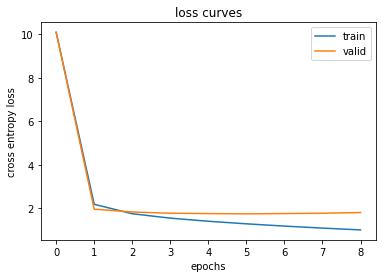 loss curves
train
valid
cross entropy loss
10
8
6
4
2
0 1 2 3 4 5 6 7 8
epochs